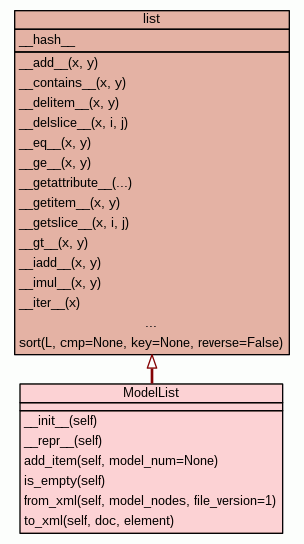 list
__hash__
__add__(x, y)
__contains__(x, y)
__delitem__(x, y)
__delslice__(x, i, j)
__eq__(x, y)
__ge__(x, y)
__getattribute__(...)
__getitem__(x, y)
__getslice__(x, i, j)
__gt__(x, y)
__iadd__(x, y)
__imul__(x, y)
__iter__(x)
...
sort(L, cmp=None, key=None, reverse=False)
ModelList
__init__(self)
__repr__(self)
add_item(self, model_num=None)
is_empty(self)
from_xml(self, model_nodes, file_version=1)
to_xml(self, doc, element)